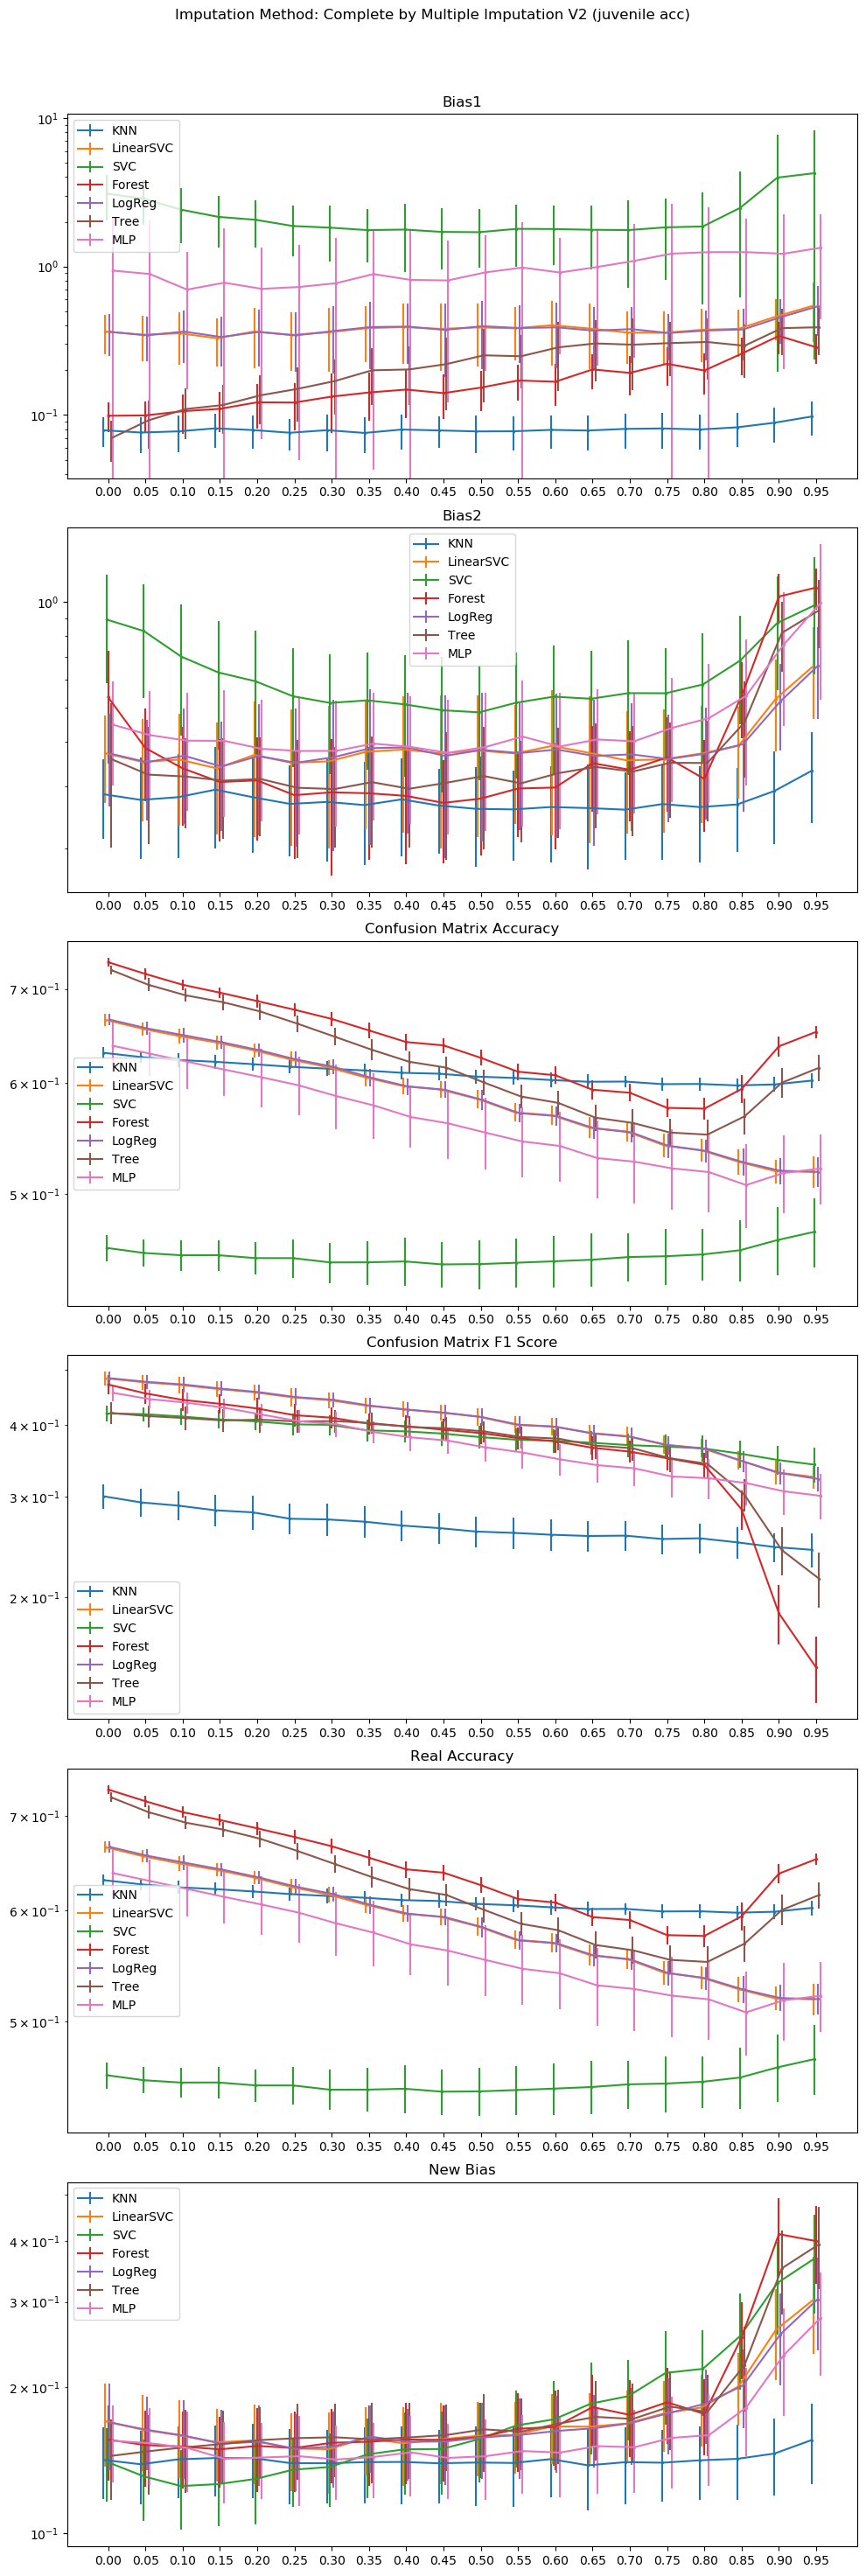 Imputation Method: Complete by Multiple Imputation V2 (juvenile acc)
Bias1
10^1
10^0
10^-1
KNN
LinearSVC
SVC
Forest
LogReg
Tree
MLP
0.00 0.05 0.10 0.15 0.20 0.25 0.30 0.35 0.40 0.45 0.50 0.55 0.60 0.65 0.70 0.75 0.80 0.85 0.90 0.95
Bias2
10^0
KNN
LinearSVC
SVC
Forest
LogReg
Tree
MLP
0.00 0.05 0.10 0.15 0.20 0.25 0.30 0.35 0.40 0.45 0.50 0.55 0.60 0.65 0.70 0.75 0.80 0.85 0.90 0.95
Confusion Matrix Accuracy
7 × 10^-1
6 × 10^-1
5 × 10^-1
KNN
LinearSVC
SVC
Forest
LogReg
Tree
MLP
0.00 0.05 0.10 0.15 0.20 0.25 0.30 0.35 0.40 0.45 0.50 0.55 0.60 0.65 0.70 0.75 0.80 0.85 0.90 0.95
Confusion Matrix F1 Score
4 × 10^-1
3 × 10^-1
2 × 10^-1
KNN
LinearSVC
SVC
Forest
LogReg
Tree
MLP
0.00 0.05 0.10 0.15 0.20 0.25 0.30 0.35 0.40 0.45 0.50 0.55 0.60 0.65 0.70 0.75 0.80 0.85 0.90 0.95
Real Accuracy
7 × 10^-1
6 × 10^-1
5 × 10^-1
KNN
LinearSVC
SVC
Forest
LogReg
Tree
MLP
0.00 0.05 0.10 0.15 0.20 0.25 0.30 0.35 0.40 0.45 0.50 0.55 0.60 0.65 0.70 0.75 0.80 0.85 0.90 0.95
New Bias
4 × 10^-1
3 × 10^-1
2 × 10^-1
10^-1
KNN
LinearSVC
SVC
Forest
LogReg
Tree
MLP
0.00 0.05 0.10 0.15 0.20 0.25 0.30 0.35 0.40 0.45 0.50 0.55 0.60 0.65 0.70 0.75 0.80 0.85 0.90 0.95